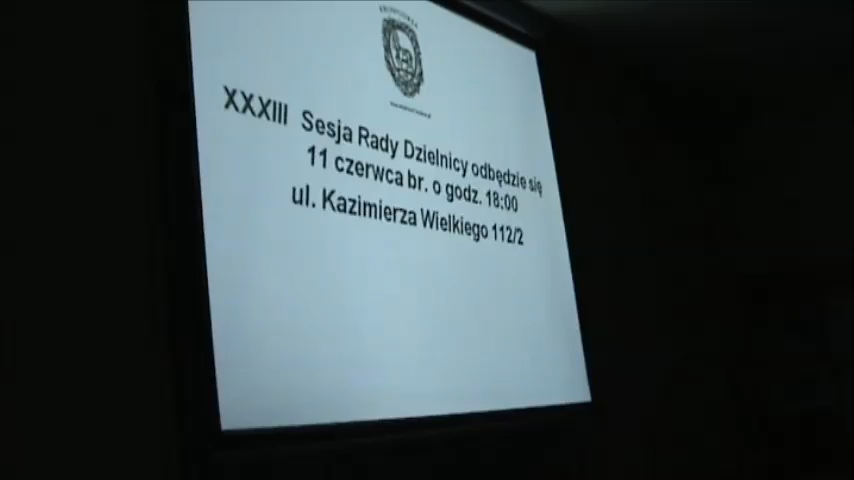 XXXIII Sesja Rady Dzielnicy odbędzie się
11 czerwca br. o godz. 18:00
ul. Kazimierza Wielkiego 112/2